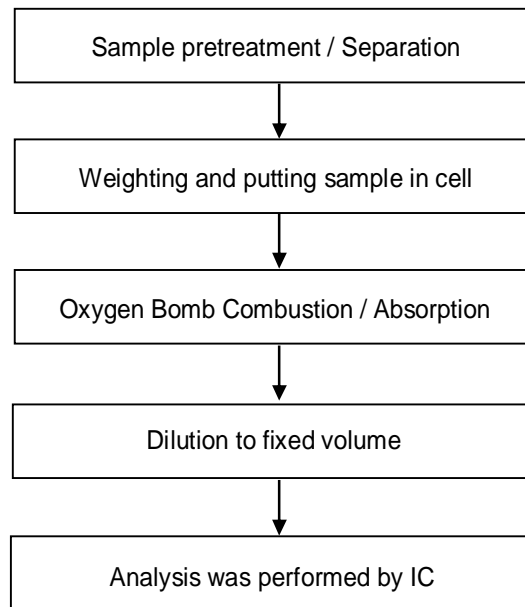 Sample pretreatment / Separation
Weighting and putting sample in cell
Oxygen Bomb Combustion / Absorption
Dilution to fixed volume
Analysis was performed by IC